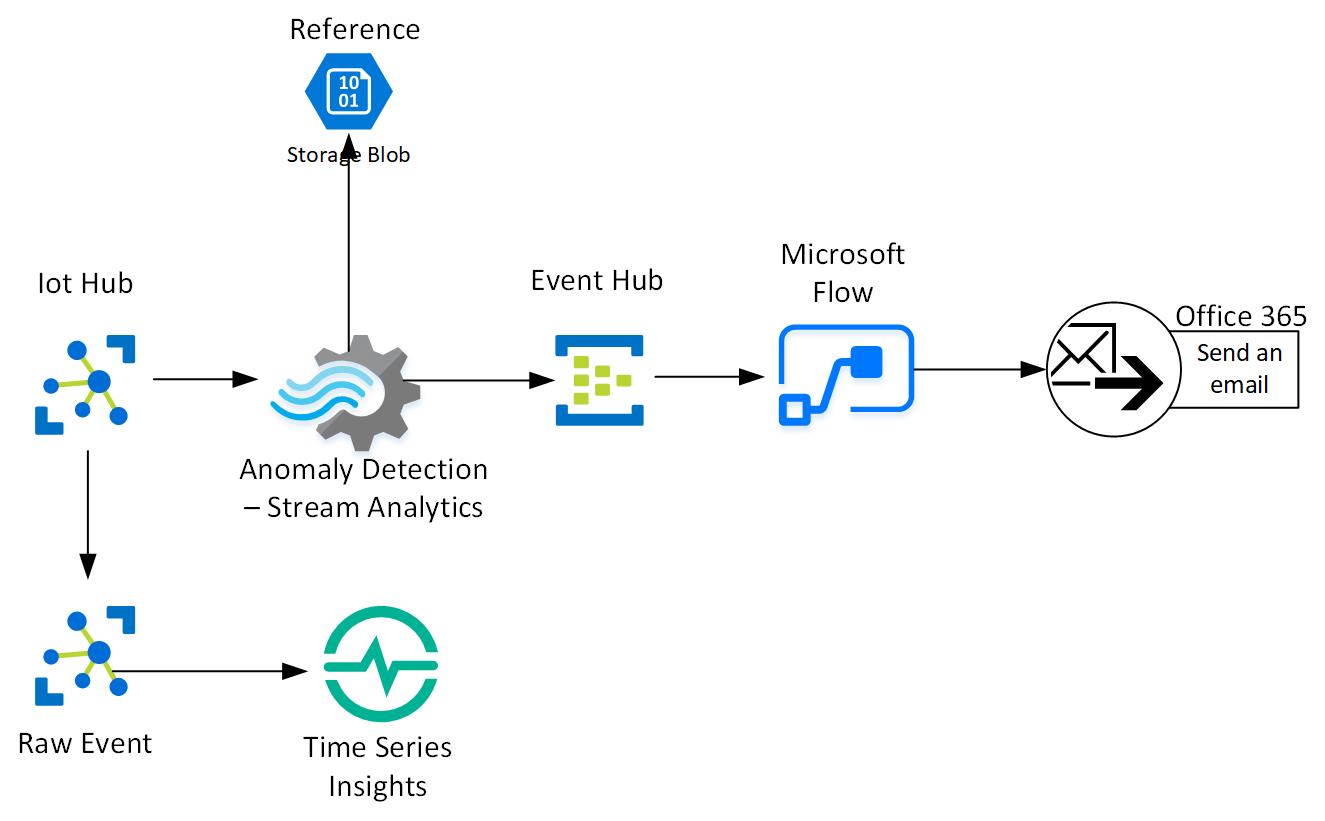 Reference
10
01
Storage Blob
Iot Hub
Event Hub
Microsoft
Flow
Office 365
Send an
email
Anomaly Detection
– Stream Analytics
Raw Event
Time Series
Insights